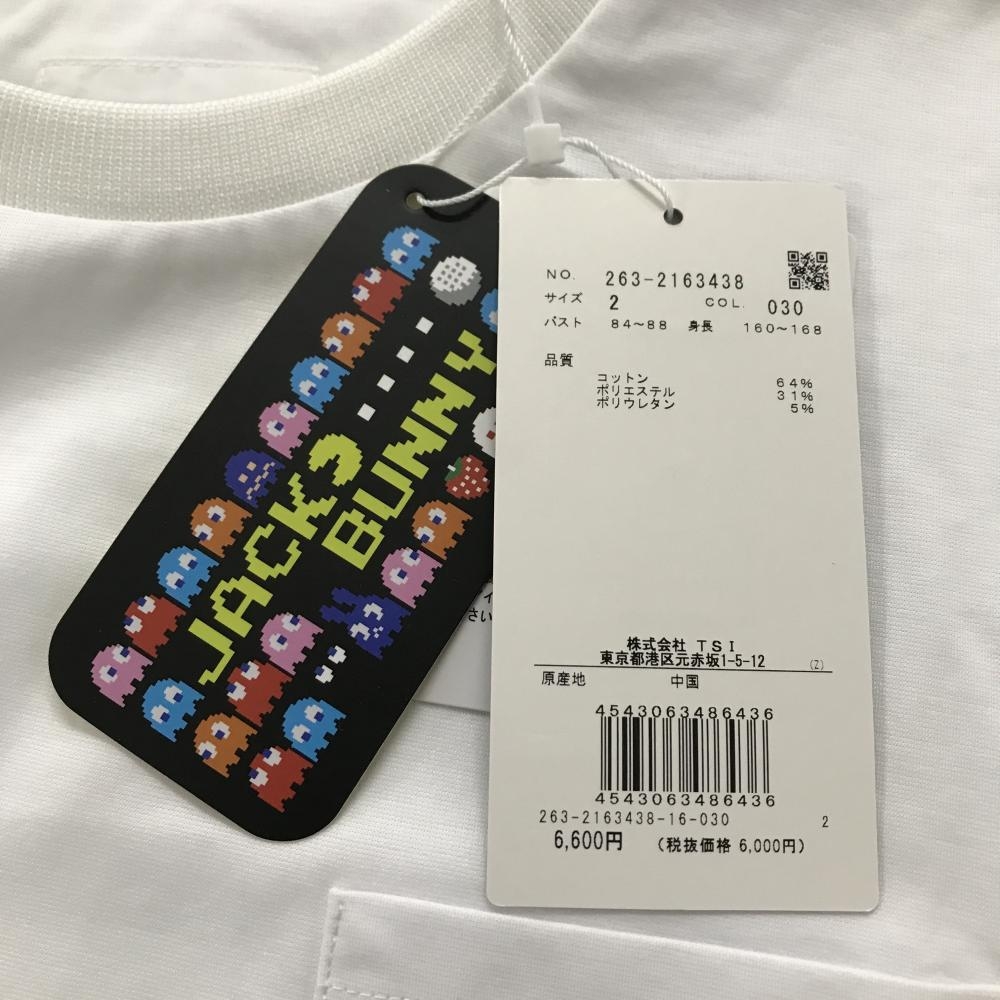 JACK
BUNNY
NO. 263-2163438
サイズ 2 COL. 030
バスト 84～88 身長 160～168
品質
コットン 64%
ポリエステル 31%
ポリウレタン 5%
さい
株式会社 TSI
東京都港区元赤坂1-5-12 (Z)
原産地 中国
4543063486436
4543063486436
263-2163438-16-030 2
6,600円 (税抜価格 6,000円)